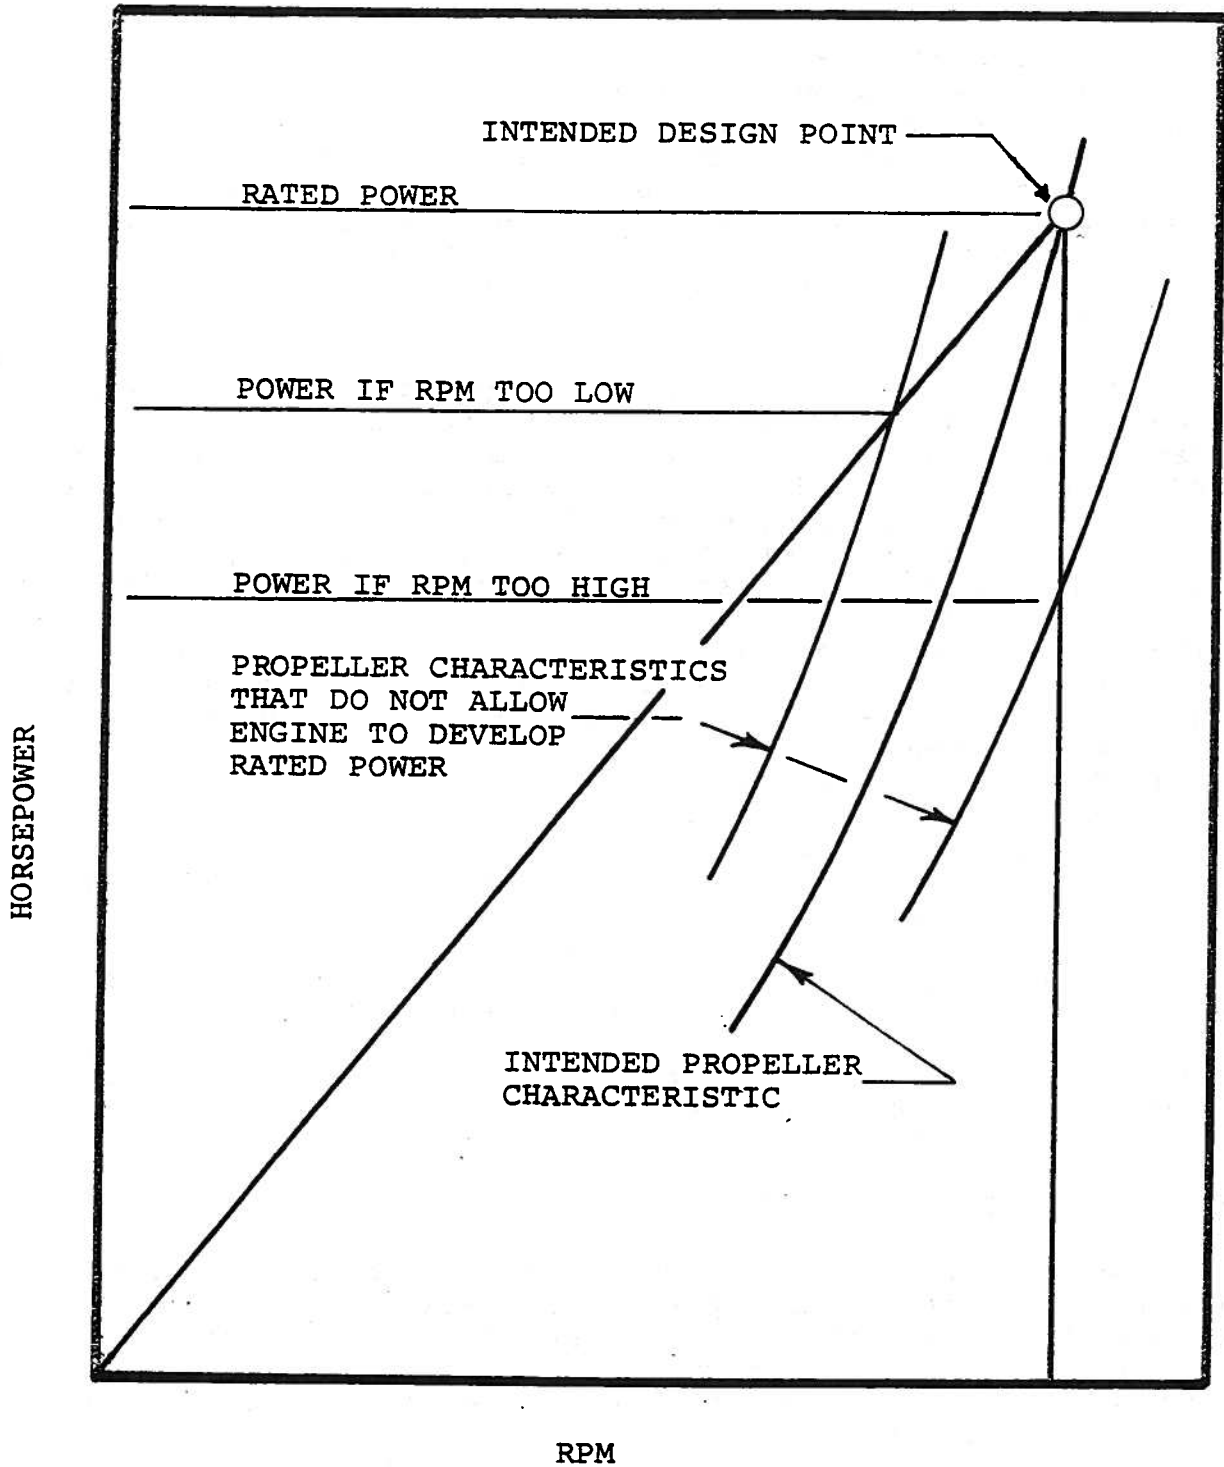 INTENDED DESIGN POINT
RATED POWER
POWER IF RPM TOO LOW
POWER IF RPM TOO HIGH
PROPELLER CHARACTERISTICS
THAT DO NOT ALLOW
ENGINE TO DEVELOP
RATED POWER
HORSEPOWER
INTENDED PROPELLER
CHARACTERISTIC
RPM